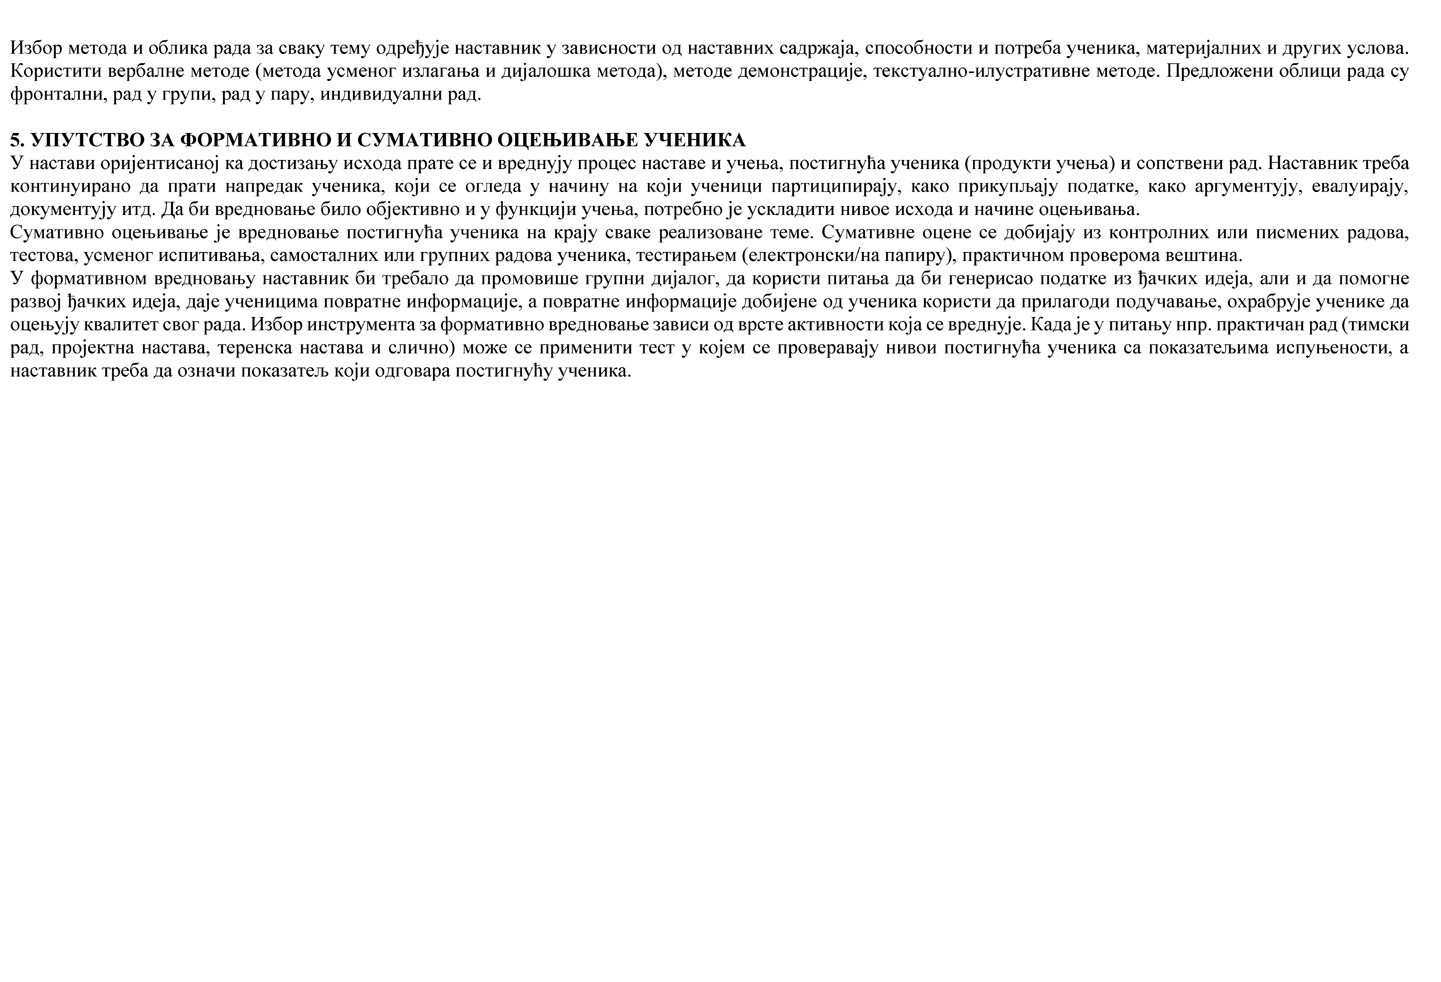 Избор метода и облика рада за сваку тему одређује наставник у зависности од наставних садржаја, способности и потреба ученика, материјалних и других услова.
Користити вербалне методе (метода усменог излагања и дијалошка метода), методе демонстрације, текстуално-илустративне методе. Предложени облици рада су
фронтални, рад у групи, рад у пару, индивидуални рад.
5. УПУТСТВО ЗА ФОРМАТИВНО И СУМАТИВНО ОЦЕЊИВАЊЕ УЧЕНИКА
У настави оријентисаној ка достизању исхода прате се и вреднују процес наставе и учења, постигнућа ученика (продукти учења) и сопствени рад. Наставник треба
континуирано да прати напредак ученика, који се огледа у начину на који ученици партиципирају, како прикупљају податке, како аргументују, евалуирају,
документују итд. Да би вредновање било објективно и у функцији учења, потребно је ускладити нивое исхода и начине оцењивања.
Сумативно оцењивање је вредновање постигнућа ученика на крају сваке реализоване теме. Сумативне оцене се добијају из контролних или писмених радова,
тестова, усменог испитивања, самосталних или групних радова ученика, тестирањем (електронски/на папиру), практичном провером вештина.
У формативном вредновању наставник би требало да промовише групни дијалог, да користи питања да би генерисао податке из ђачких идеја, али и да помогне
развој ђачких идеја, даје ученицима повратне информације, а повратне информације добијене од ученика користи да прилагоди подучавање, охрабрује ученике да
оцењују квалитет свог рада. Избор инструмента за формативно вредновање зависи од врсте активности која се вреднује. Када је у питању нпр. практичан рад (тимски
рад, пројектна настава, теренска настава и слично) може се применити тест у којем се проверавају нивои постигнућа ученика са показатељима испуњености, а
наставник треба да означи показатељ који одговара постигнућу ученика.